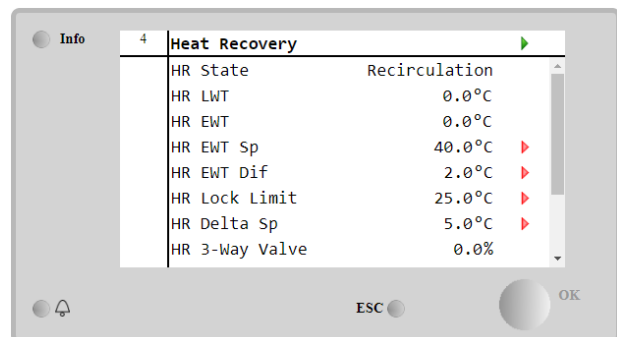 Info
4 Heat Recovery
HR State Recirculation
HR LWT 0.0°C
HR EWT 0.0°C
HR EWT Sp 40.0°C
HR EWT Dif 2.0°C
HR Lock Limit 25.0°C
HR Delta Sp 5.0°C
HR 3-Way Valve 0.0%
ESC OK